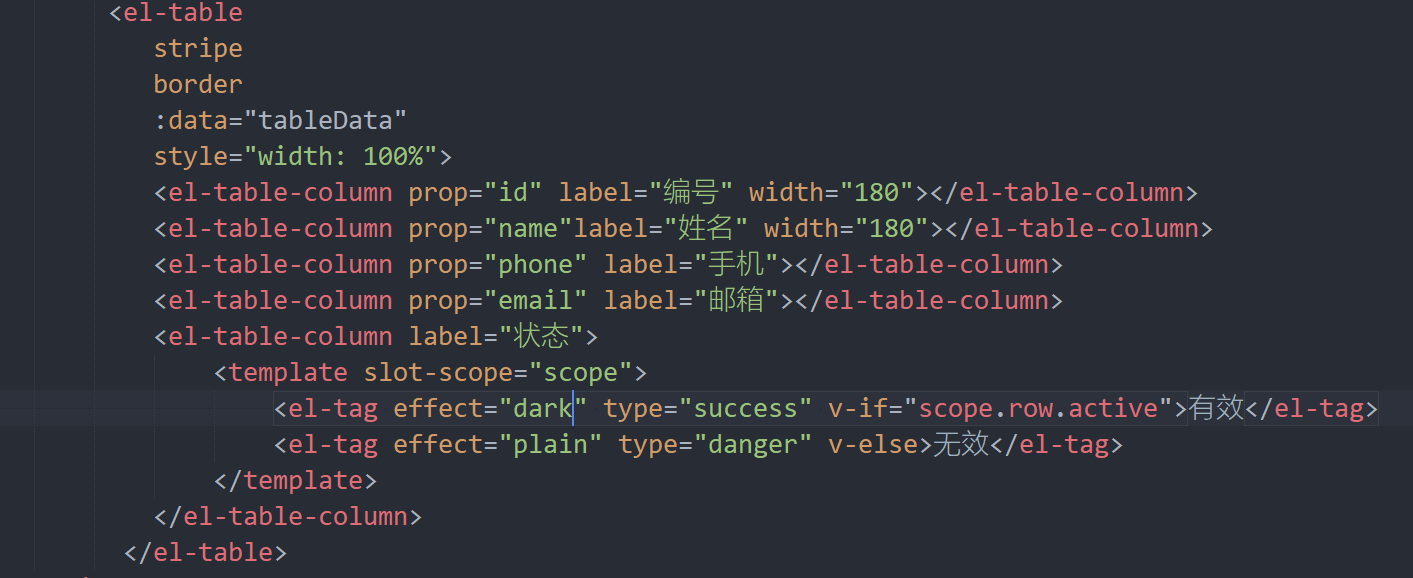 <el-table
stripe
border
:data="tableData"
style="width: 100%">
<el-table-column prop="id" label="编号" width="180"></el-table-column>
<el-table-column prop="name"label="姓名" width="180"></el-table-column>
<el-table-column prop="phone" label="手机"></el-table-column>
<el-table-column prop="email" label="邮箱"></el-table-column>
<el-table-column label="状态">
<template slot-scope="scope">
<el-tag effect="dark" type="success" v-if="scope.row.active">有效</el-tag>
<el-tag effect="plain" type="danger" v-else>无效</el-tag>
</template>
</el-table-column>
</el-table>